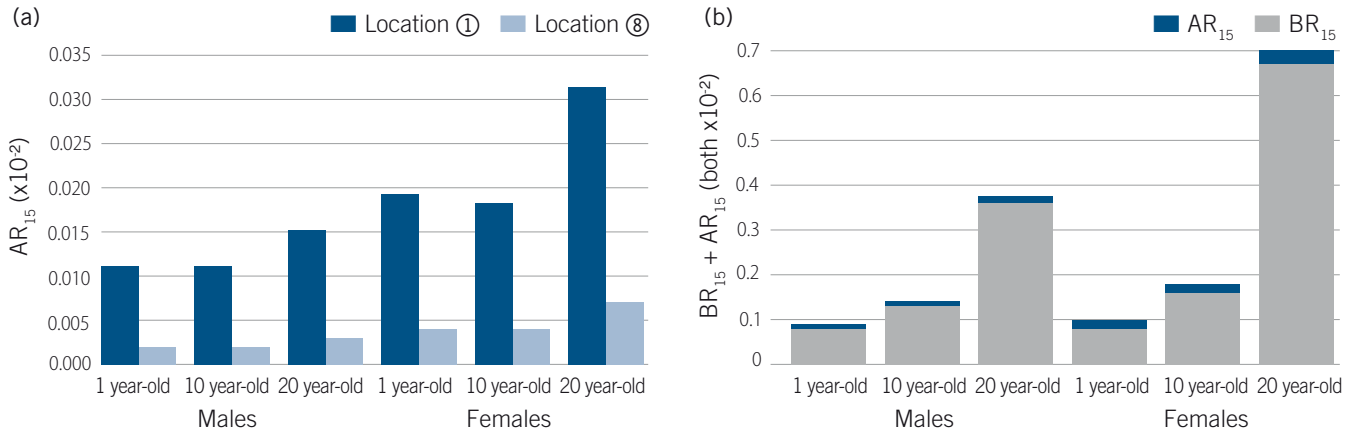 (a)
Location ① Location ⑧
AR15 (x10-2)
0.035
0.030
0.025
0.020
0.015
0.010
0.005
0.000
1 year-old 10 year-old 20 year-old 1 year-old 10 year-old 20 year-old
Males Females
(b)
AR15 BR15
BR15 + AR15 (both x10-2)
0.7
0.6
0.5
0.4
0.3
0.2
0.1
0
1 year-old 10 year-old 20 year-old 1 year-old 10 year-old 20 year-old
Males Females